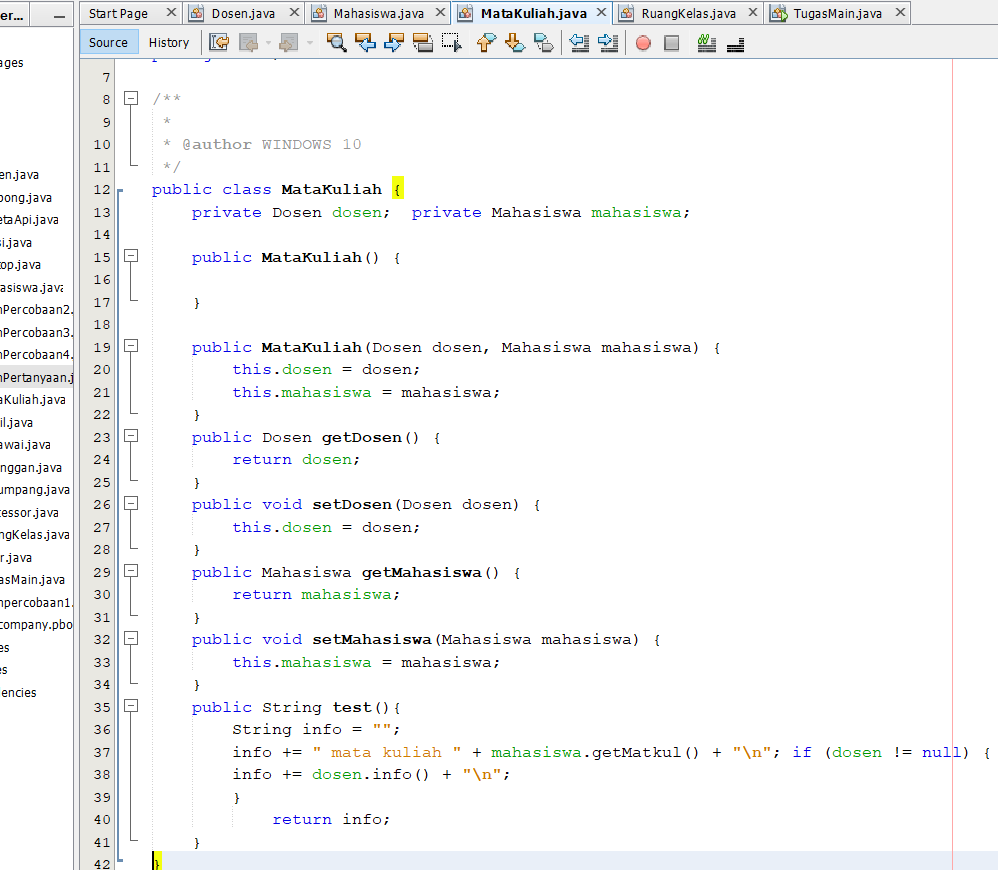 er...
Start Page Dosen.java Mahasiswa.java MataKuliah.java RuangKelas.java TugasMain.java
Source History
ages
en.java
pong.java
etaApi.java
si.java
top.java
asiswa.java
nPercobaan2.
nPercobaan3.
nPercobaan4.
nPertanyaan.j
aKuliah.java
il.java
awai.java
nggan.java
umpang.java
cessor.java
ngKelas.java
r.java
asMain.java
npercobaan1.
company.pbo
es
es
encies
7
8 /**
9 *
10 * @author WINDOWS 10
11 */
12 public class MataKuliah {
13 private Dosen dosen; private Mahasiswa mahasiswa;
14
15 public MataKuliah() {
16
17 }
18
19 public MataKuliah(Dosen dosen, Mahasiswa mahasiswa) {
20 this.dosen = dosen;
21 this.mahasiswa = mahasiswa;
22 }
23 public Dosen getDosen() {
24 return dosen;
25 }
26 public void setDosen(Dosen dosen) {
27 this.dosen = dosen;
28 }
29 public Mahasiswa getMahasiswa() {
30 return mahasiswa;
31 }
32 public void setMahasiswa(Mahasiswa mahasiswa) {
33 this.mahasiswa = mahasiswa;
34 }
35 public String test(){
36 String info = "";
37 info += " mata kuliah " + mahasiswa.getMatkul() + "\n"; if (dosen != null) {
38 info += dosen.info() + "\n";
39 }
40 return info;
41 }
42 }